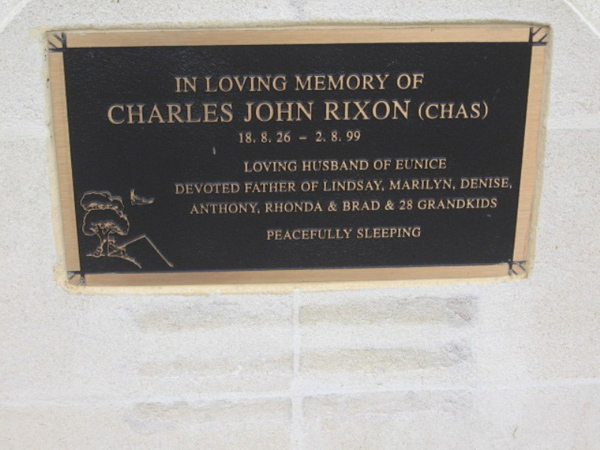 IN LOVING MEMORY OF
CHARLES JOHN RIXON (CHAS)
18. 8. 26 – 2. 8. 99
LOVING HUSBAND OF EUNICE
DEVOTED FATHER OF LINDSAY, MARILYN, DENISE,
ANTHONY, RHONDA & BRAD & 28 GRANDKIDS
PEACEFULLY SLEEPING